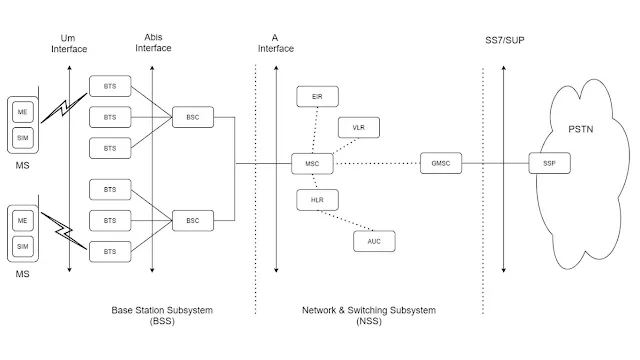 Um
Interface
Abis
Interface
A
Interface
SS7/SUP
BTS
BTS
BTS
BSC
ME
SIM
MS
EIR
VLR
MSC
GMSC
SSP
PSTN
HLR
AUC
BTS
BTS
BTS
BSC
ME
SIM
MS
Base Station Subsystem
(BSS)
Network & Switching Subsystem
(NSS)